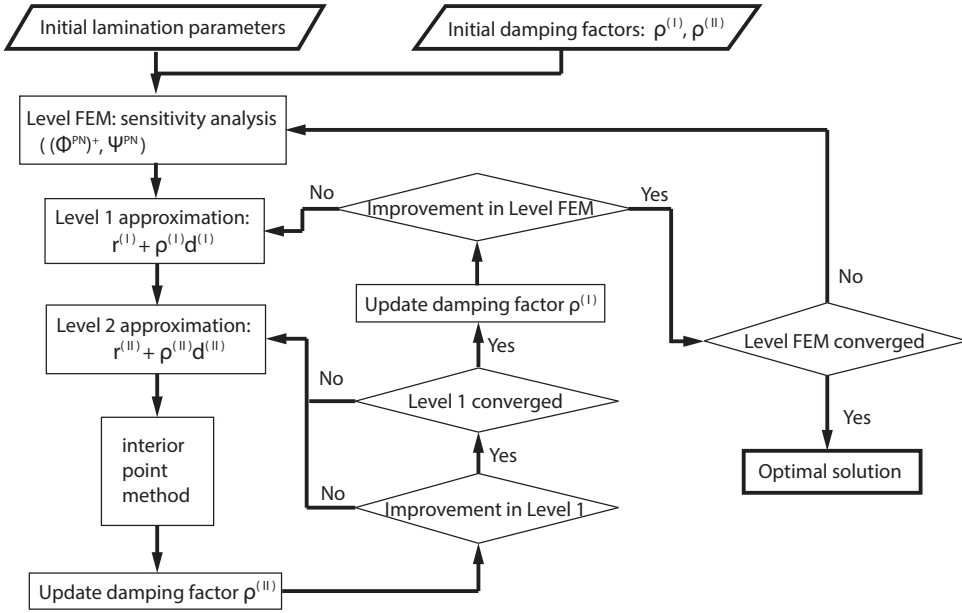 Initial lamination parameters
Initial damping factors: ρ⁽ᴵ⁾, ρ⁽ᴵᴵ⁾
Level FEM: sensitivity analysis
( (Φᴾᴺ)⁺, Ψᴾᴺ)
Level 1 approximation:
r⁽ᴵ⁾ + ρ⁽ᴵ⁾d⁽ᴵ⁾
No
Improvement in Level FEM
Yes
Update damping factor ρ⁽ᴵ⁾
No
Level 2 approximation:
r⁽ᴵᴵ⁾ + ρ⁽ᴵᴵ⁾d⁽ᴵᴵ⁾
Yes
Level FEM converged
No
Level 1 converged
Yes
interior
point
method
Yes
Optimal solution
No
Improvement in Level 1
Update damping factor ρ⁽ᴵᴵ⁾